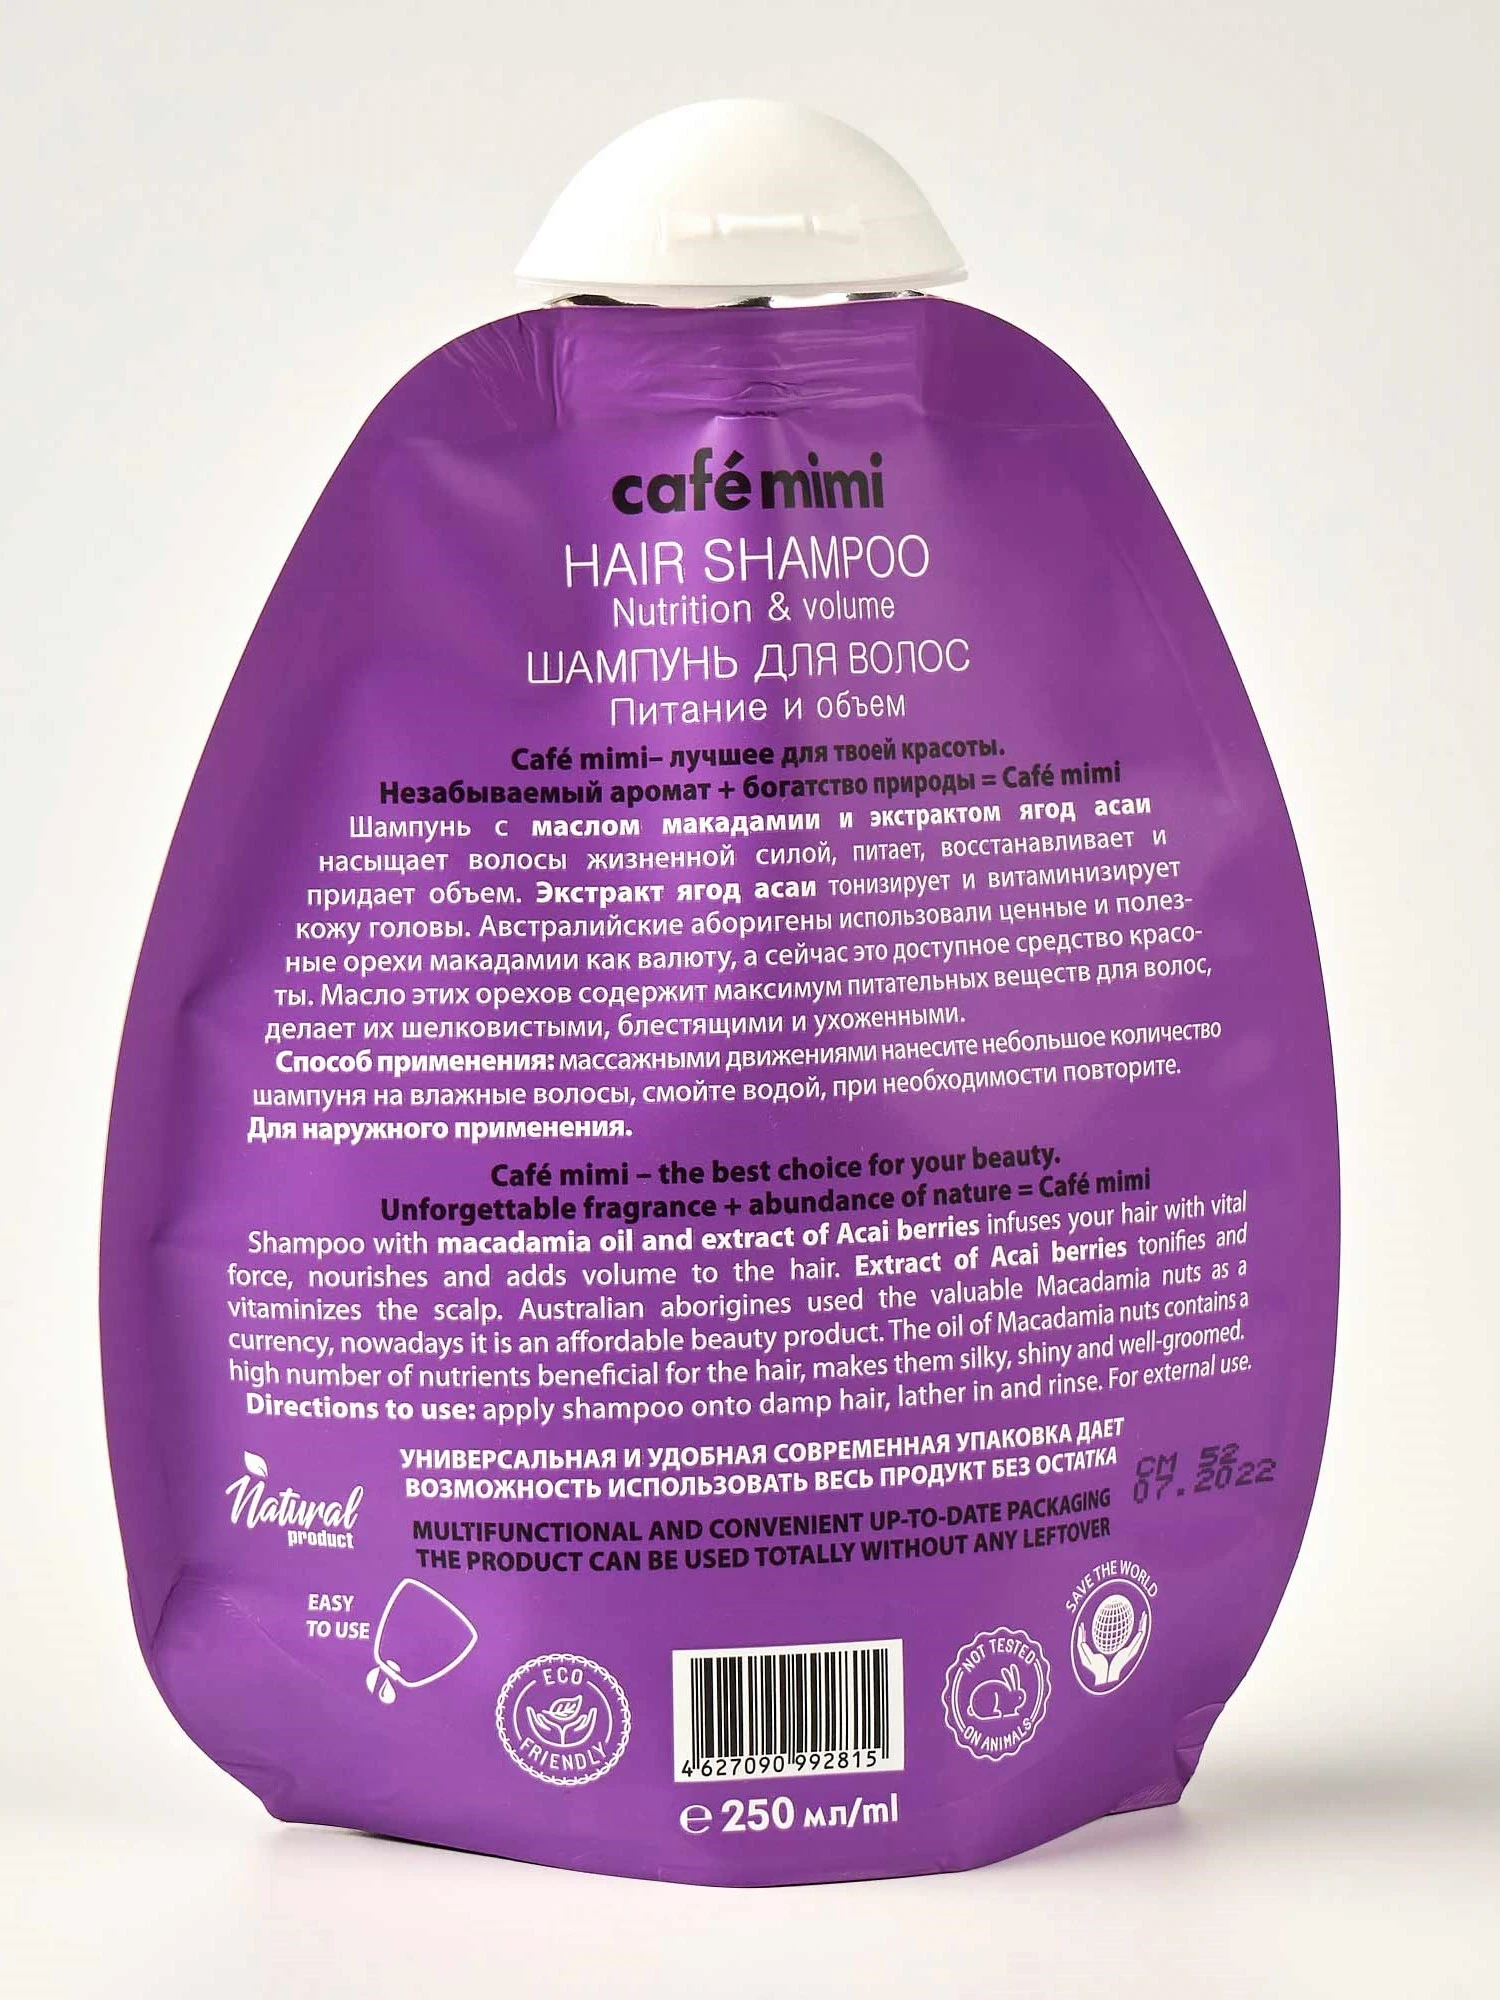 café mimi
HAIR SHAMPOO
Nutrition & volume
ШАМПУНЬ ДЛЯ ВОЛОС
Питание и объем
Café mimi– лучшее для твоей красоты.
Незабываемый аромат + богатство природы = Café mimi
Шампунь с маслом макадамии и экстрактом ягод асаи
насыщает волосы жизненной силой, питает, восстанавливает и
придает объем. Экстракт ягод асаи тонизирует и витаминизирует
кожу головы. Австралийские аборигены использовали ценные и полез-
ные орехи макадамии как валюту, а сейчас это доступное средство красо-
ты. Масло этих орехов содержит максимум питательных веществ для волос,
делает их шелковистыми, блестящими и ухоженными.
Способ применения: массажными движениями нанесите небольшое количество
шампуня на влажные волосы, смойте водой, при необходимости повторите.
Для наружного применения.
Café mimi – the best choice for your beauty.
Unforgettable fragrance + abundance of nature = Café mimi
Shampoo with macadamia oil and extract of Acai berries infuses your hair with vital
force, nourishes and adds volume to the hair. Extract of Acai berries tonifies and
vitaminizes the scalp. Australian aborigines used the valuable Macadamia nuts as a
currency, nowadays it is an affordable beauty product. The oil of Macadamia nuts contains a
high number of nutrients beneficial for the hair, makes them silky, shiny and well-groomed.
Directions to use: apply shampoo onto damp hair, lather in and rinse. For external use.
УНИВЕРСАЛЬНАЯ И УДОБНАЯ СОВРЕМЕННАЯ УПАКОВКА ДАЕТ
ВОЗМОЖНОСТЬ ИСПОЛЬЗОВАТЬ ВЕСЬ ПРОДУКТ БЕЗ ОСТАТКА
CM 52
07.2022
Natural
product
MULTIFUNCTIONAL AND CONVENIENT UP-TO-DATE PACKAGING
THE PRODUCT CAN BE USED TOTALLY WITHOUT ANY LEFTOVER
EASY
TO USE
ECO
FRIENDLY
4 627090 992815
NOT TESTED
ON ANIMALS
SAVE THE WORLD
℮ 250 мл/ml